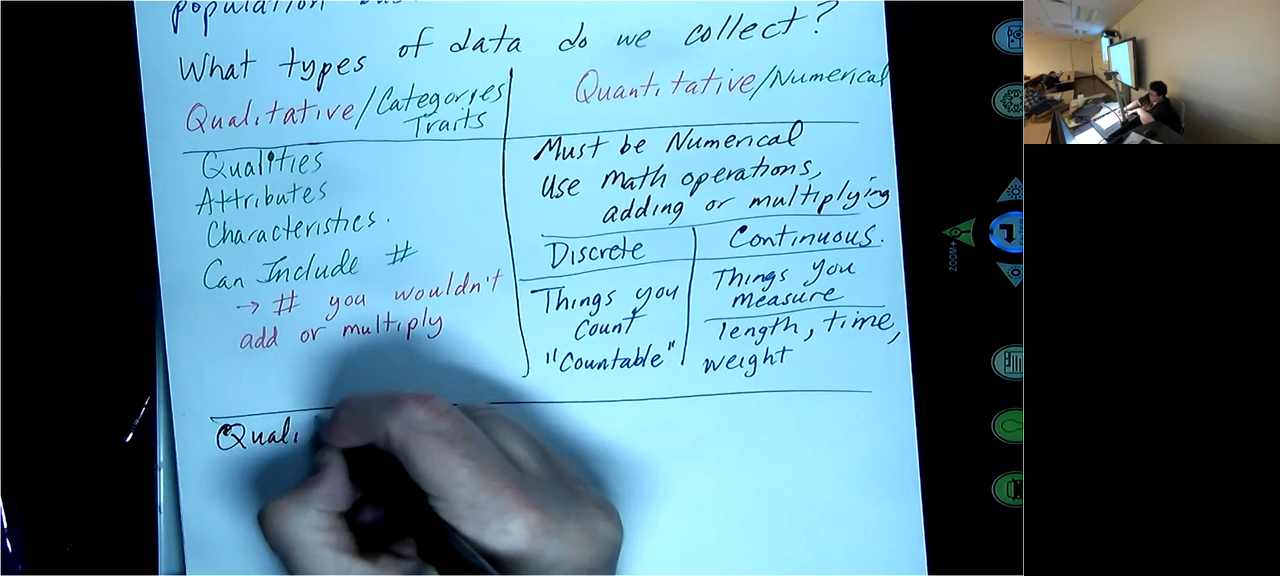 population
What types of data do we collect?
Qualitative/Categories
Traits
Quantitative/Numerical
Qualities
Attributes
Characteristics.
Can Include #
→ # you wouldn't
add or multiply
Must be Numerical
Use Math operations,
adding or multiplying
Discrete
Things you
Count
"Countable"
Continuous.
Things you
measure
length, time,
weight
Quali
ZOOM+